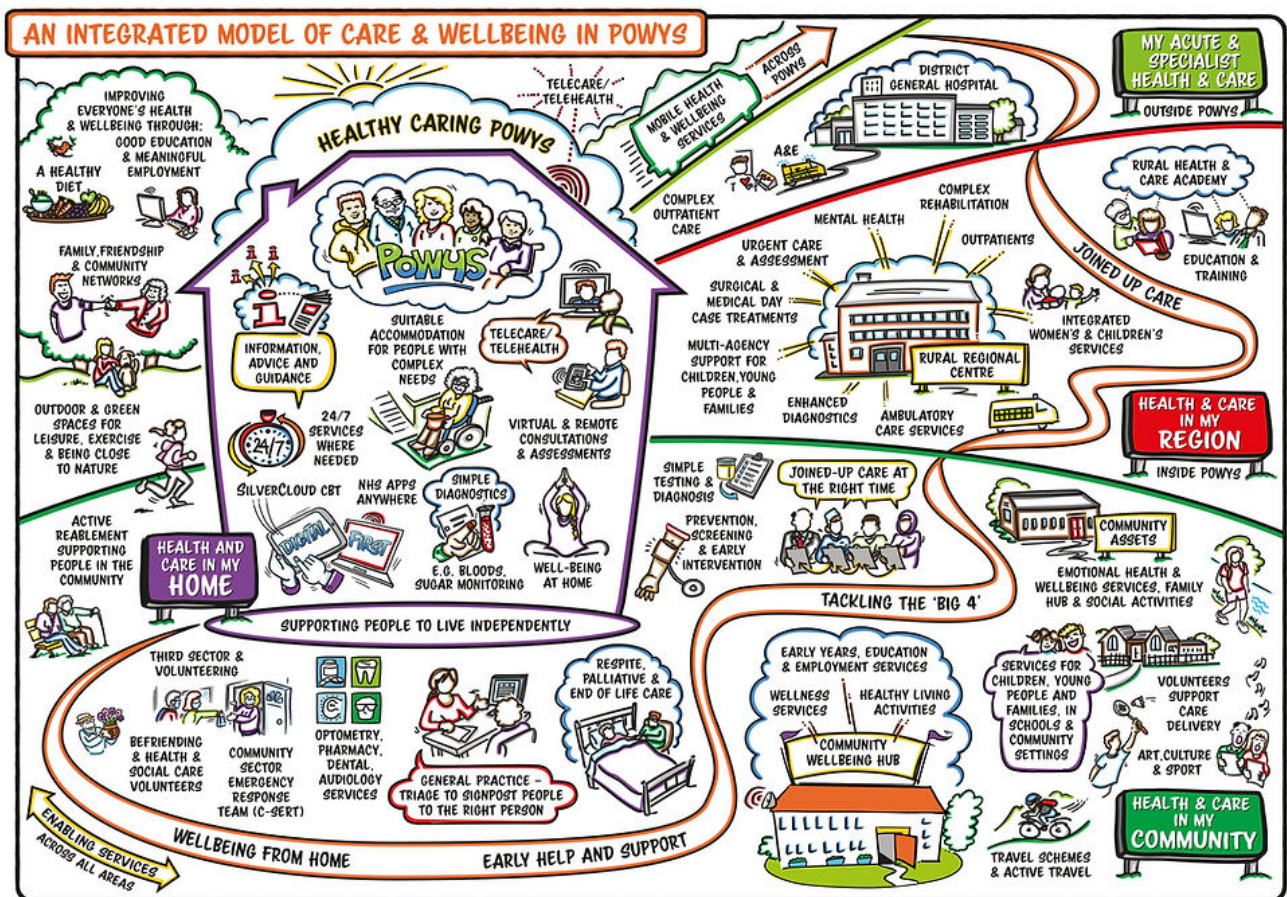 AN INTEGRATED MODEL OF CARE & WELLBEING IN POWYS
IMPROVING
EVERYONE'S HEALTH
& WELLBEING THROUGH:
GOOD EDUCATION
& MEANINGFUL
EMPLOYMENT
A HEALTHY
DIET
FAMILY, FRIENDSHIP
& COMMUNITY
NETWORKS
OUTDOOR & GREEN
SPACES FOR
LEISURE, EXERCISE
& BEING CLOSE
TO NATURE
ACTIVE
REABLEMENT
SUPPORTING
PEOPLE IN THE
COMMUNITY
HEALTHY CARING POWYS
TELECARE/
TELEHEALTH
POWYS
i
i
i
i
INFORMATION,
ADVICE AND
GUIDANCE
SUITABLE
ACCOMMODATION
FOR PEOPLE WITH
COMPLEX
NEEDS
TELECARE/
TELEHEALTH
24/7
24/7
SERVICES
WHERE
NEEDED
VIRTUAL & REMOTE
CONSULTATIONS
& ASSESSMENTS
SILVERCLOUD CBT
NHS APPS
ANYWHERE
DIGITAL
FIRST
SIMPLE
DIAGNOSTICS
E.G. BLOODS,
SUGAR MONITORING
WELL-BEING
AT HOME
HEALTH AND
CARE IN MY
HOME
SUPPORTING PEOPLE TO LIVE INDEPENDENTLY
MOBILE HEALTH
& WELLBEING
SERVICES
ACROSS
POWYS
DISTRICT
GENERAL HOSPITAL
A&E
COMPLEX
OUTPATIENT
CARE
MY ACUTE &
SPECIALIST
HEALTH & CARE
OUTSIDE POWYS
RURAL HEALTH &
CARE ACADEMY
EDUCATION &
TRAINING
JOINED UP CARE
MENTAL HEALTH
COMPLEX
REHABILITATION
OUTPATIENTS
URGENT CARE
& ASSESSMENT
SURGICAL &
MEDICAL DAY
CASE TREATMENTS
MULTI-AGENCY
SUPPORT FOR
CHILDREN, YOUNG
PEOPLE &
FAMILIES
INTEGRATED
WOMEN'S & CHILDREN'S
SERVICES
RURAL REGIONAL
CENTRE
ENHANCED
DIAGNOSTICS
AMBULATORY
CARE SERVICES
HEALTH & CARE
IN MY
REGION
INSIDE POWYS
SIMPLE
TESTING &
DIAGNOSIS
PREVENTION,
SCREENING
& EARLY
INTERVENTION
JOINED-UP CARE AT
THE RIGHT TIME
COMMUNITY
ASSETS
EMOTIONAL HEALTH &
WELLBEING SERVICES, FAMILY
HUB & SOCIAL ACTIVITIES
TACKLING THE 'BIG 4'
THIRD SECTOR &
VOLUNTEERING
BEFRIENDING
& HEALTH &
SOCIAL CARE
VOLUNTEERS
COMMUNITY
SECTOR
EMERGENCY
RESPONSE
TEAM (C-SERT)
OPTOMETRY,
PHARMACY,
DENTAL,
AUDIOLOGY
SERVICES
GENERAL PRACTICE –
TRIAGE TO SIGNPOST PEOPLE
TO THE RIGHT PERSON
RESPITE,
PALLIATIVE &
END OF LIFE CARE
EARLY YEARS, EDUCATION
& EMPLOYMENT SERVICES
WELLNESS
SERVICES
HEALTHY LIVING
ACTIVITIES
COMMUNITY
WELLBEING HUB
SERVICES FOR
CHILDREN, YOUNG
PEOPLE AND
FAMILIES, IN
SCHOOLS &
COMMUNITY
SETTINGS
VOLUNTEERS
SUPPORT
CARE
DELIVERY
ART, CULTURE
& SPORT
TRAVEL SCHEMES
& ACTIVE TRAVEL
HEALTH & CARE
IN MY
COMMUNITY
ENABLING SERVICES
ACROSS ALL AREAS
WELLBEING FROM HOME
EARLY HELP AND SUPPORT